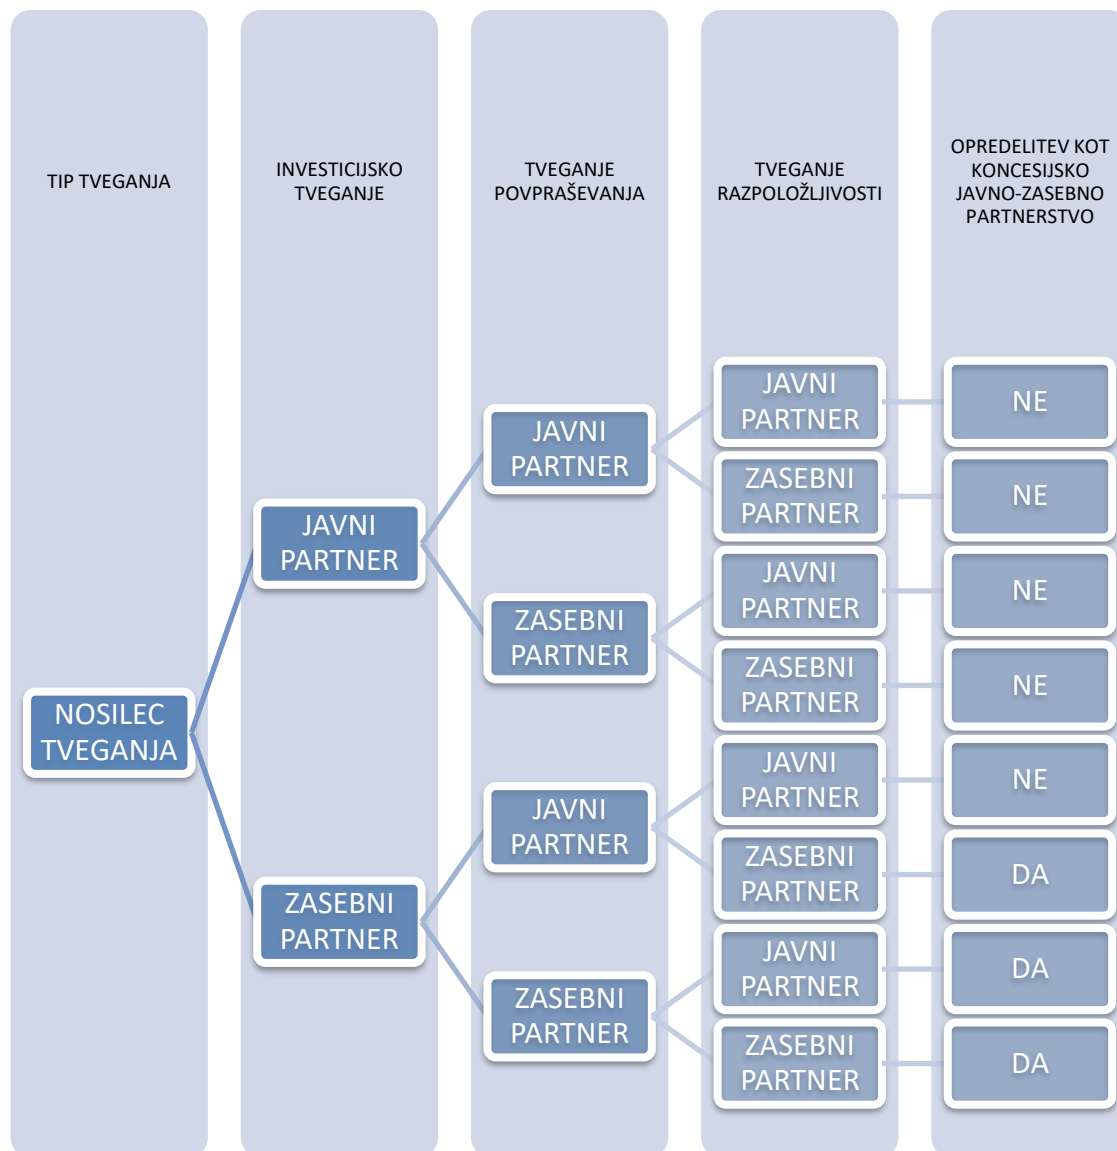 TIP TVEGANJA
INVESTICIJSKO
TVEGANJE
TVEGANJE
POVPRAŠEVANJA
TVEGANJE
RAZPOLOŽLJIVOSTI
OPREDELITEV KOT
KONCESIJSKO
JAVNO-ZASEBNO
PARTNERSTVO
NOSILEC
TVEGANJA
JAVNI
PARTNER
ZASEBNI
PARTNER
JAVNI
PARTNER
ZASEBNI
PARTNER
JAVNI
PARTNER
ZASEBNI
PARTNER
JAVNI
PARTNER
ZASEBNI
PARTNER
JAVNI
PARTNER
ZASEBNI
PARTNER
JAVNI
PARTNER
ZASEBNI
PARTNER
JAVNI
PARTNER
ZASEBNI
PARTNER
NE
NE
NE
NE
NE
DA
DA
DA